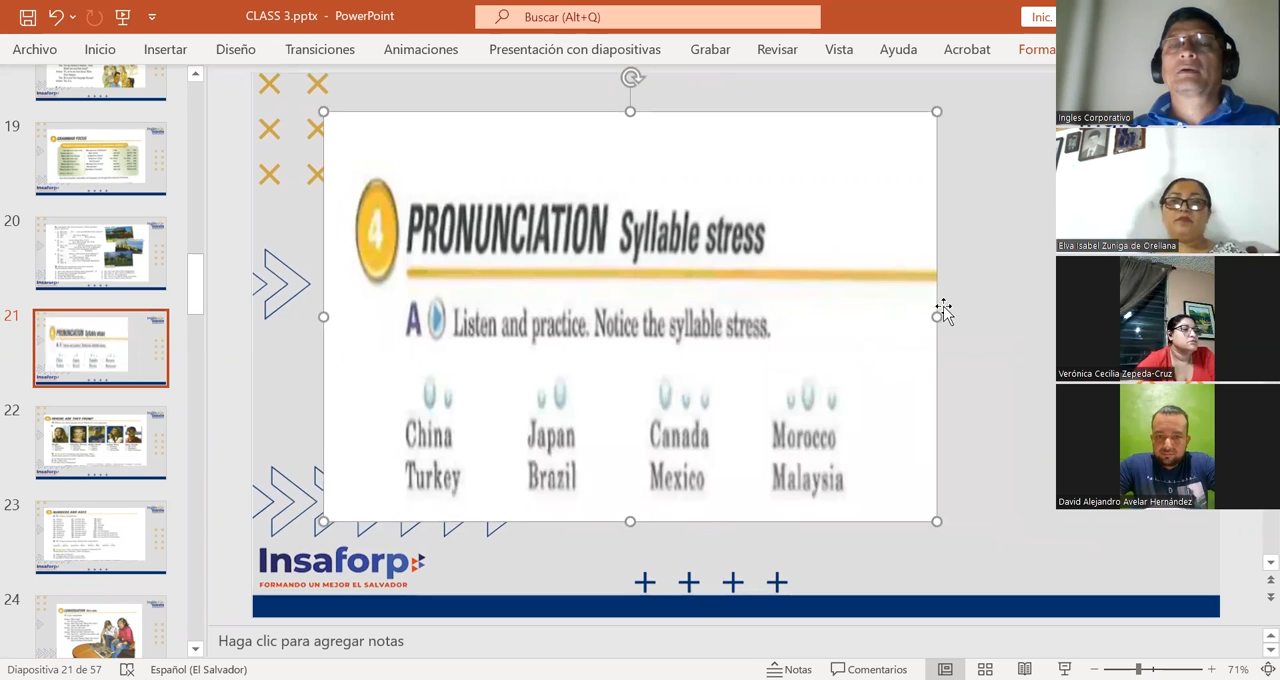 CLASS 3.pptx - PowerPoint
Buscar (Alt+Q)
Inic.
Archivo Inicio Insertar Diseño Transiciones Animaciones Presentación con diapositivas Grabar Revisar Vista Ayuda Acrobat Forma
19
20
21
22
23
24
4 PRONUNCIATION Syllable stress
A Listen and practice. Notice the syllable stress.
China Japan Canada Morocco
Turkey Brazil Mexico Malaysia
Insaforp
FORMANDO UN MEJOR EL SALVADOR
Ingles Corporativo
Elva Isabel Zuniga de Orellana
Verónica Cecilia Zepeda-Cruz
David Alejandro Avelar Hernández
Haga clic para agregar notas
Diapositiva 21 de 57 Español (El Salvador) Notas Comentarios 71%